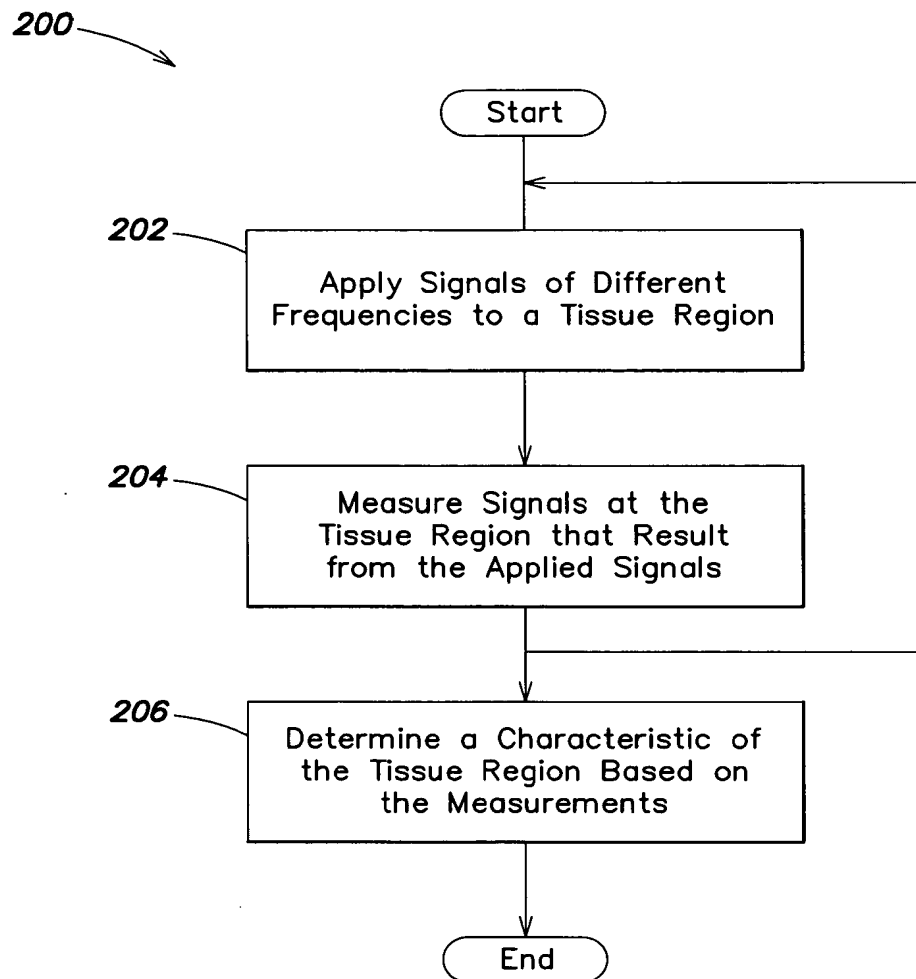 200
Start
202
Apply Signals of Different
Frequencies to a Tissue Region
204
Measure Signals at the
Tissue Region that Result
from the Applied Signals
206
Determine a Characteristic of
the Tissue Region Based on
the Measurements
End